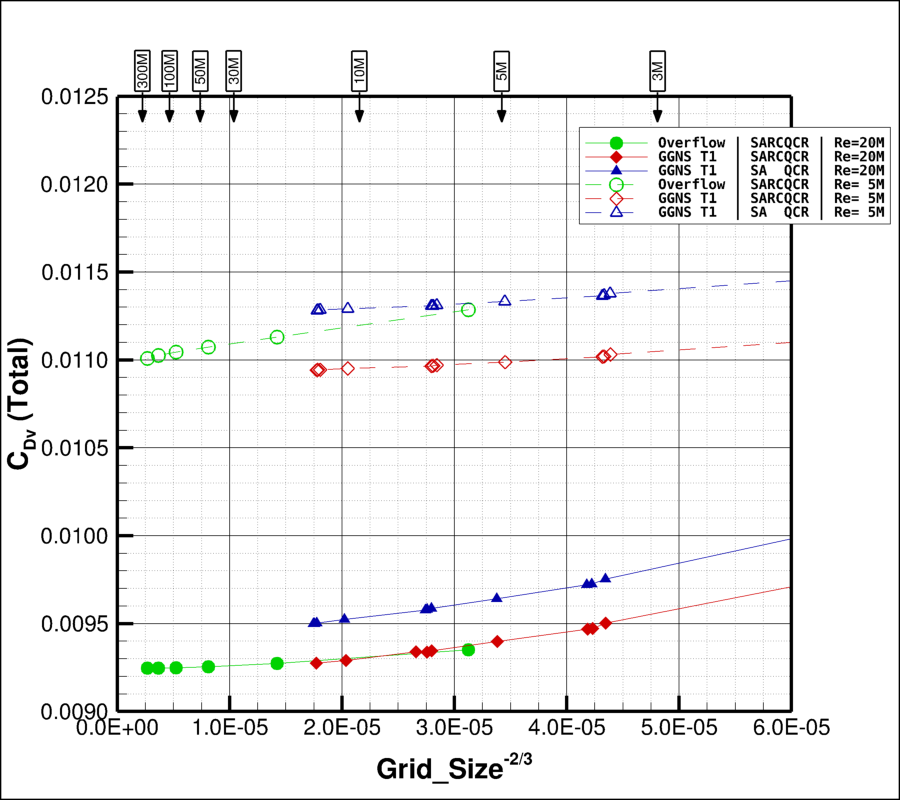 300M 100M 50M 30M 10M 5M 3M
0.0125
Overflow | SARCQCR | Re=20M
GGNS T1 | SARCQCR | Re=20M
GGNS T1 | SA QCR | Re=20M
Overflow | SARCQCR | Re= 5M
GGNS T1 | SARCQCR | Re= 5M
GGNS T1 | SA QCR | Re= 5M
0.0120
0.0115
0.0110
0.0105
0.0100
0.0095
0.0090
C_Dv (Total)
0.0E+00 1.0E-05 2.0E-05 3.0E-05 4.0E-05 5.0E-05 6.0E-05
Grid_Size^-2/3